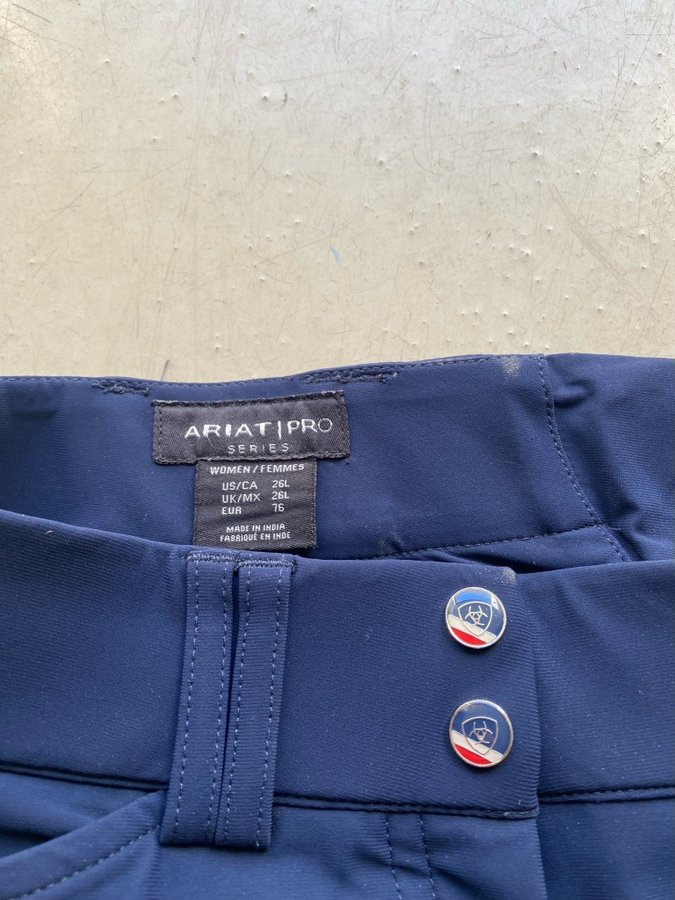 ARIAT|PRO
SERIES
WOMEN / FEMMES
US/CA 26L
UK/MX 26L
EUR 76
MADE IN INDIA
FABRIQUÉ EN INDE